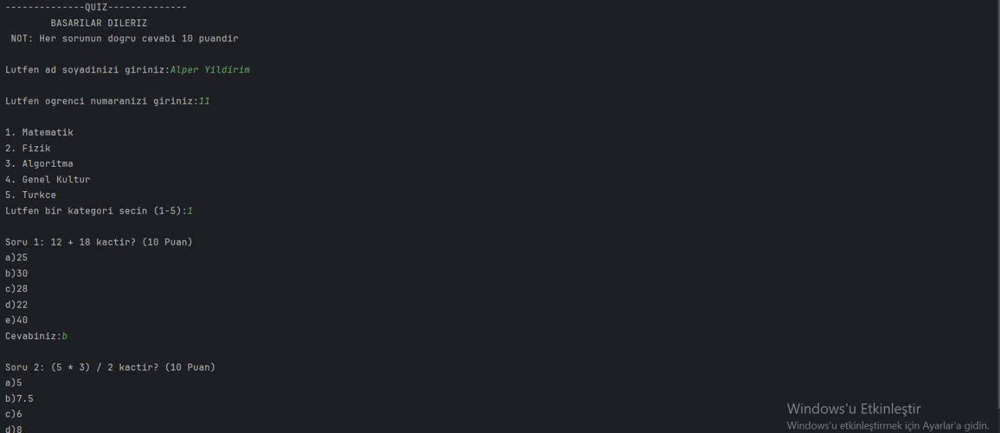 --------------QUIZ--------------
BASARILAR DILERIZ
NOT: Her sorunun dogru cevabi 10 puandir
Lutfen ad soyadinizi giriniz:Alper Yildirim
Lutfen ogrenci numaranizi giriniz:11
1. Matematik
2. Fizik
3. Algoritma
4. Genel Kultur
5. Turkce
Lutfen bir kategori secin (1-5):1
Soru 1: 12 + 18 kactir? (10 Puan)
a)25
b)30
c)28
d)22
e)40
Cevabiniz:b
Soru 2: (5 * 3) / 2 kactir? (10 Puan)
a)5
b)7.5
c)6
d)8
Windows'u Etkinleştir
Windows'u etkinleştirmek için Ayarlar'a gidin.